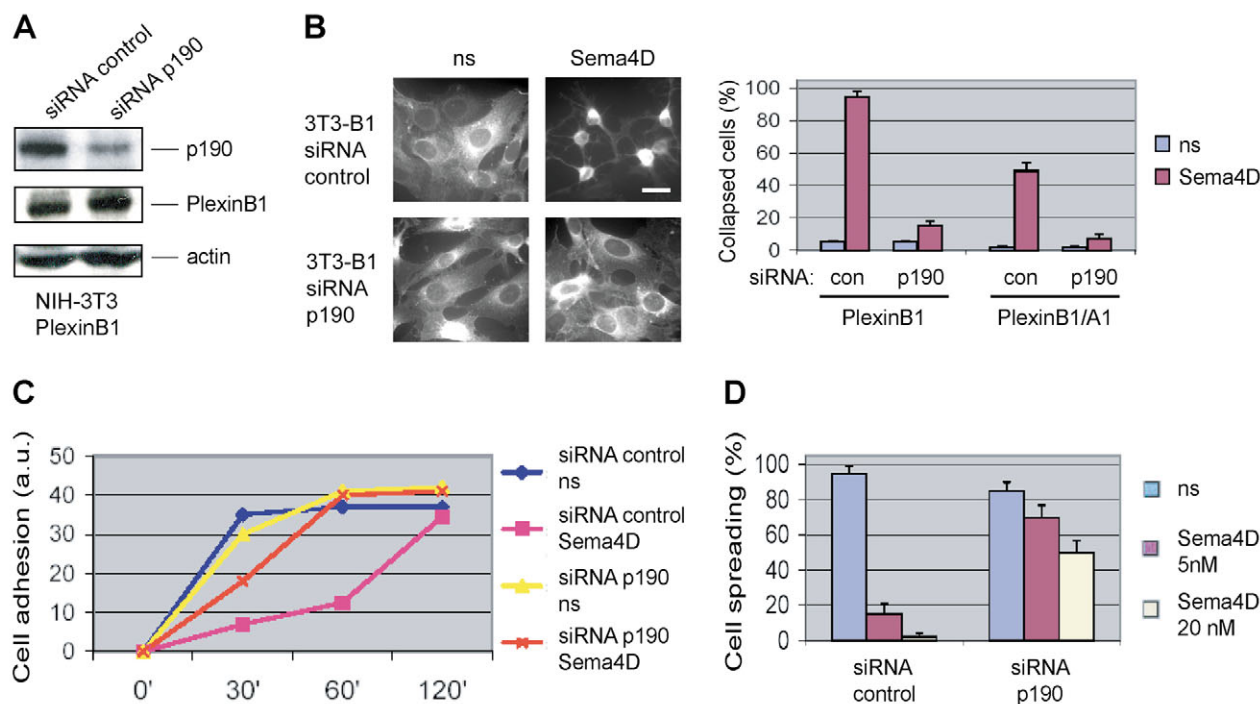 A
siRNA control
siRNA p190
p190
PlexinB1
actin
NIH-3T3
PlexinB1
B
ns
Sema4D
3T3-B1
siRNA
control
3T3-B1
siRNA
p190
Collapsed cells (%)
100
80
60
40
20
0
ns
Sema4D
siRNA: con p190 con p190
PlexinB1 PlexinB1/A1
C
Cell adhesion (a.u.)
50
40
30
20
10
0
0' 30' 60' 120'
siRNA control
ns
siRNA control
Sema4D
siRNA p190
ns
siRNA p190
Sema4D
D
Cell spreading (%)
100
80
60
40
20
0
siRNA
control
siRNA
p190
ns
Sema4D
5nM
Sema4D
20 nM